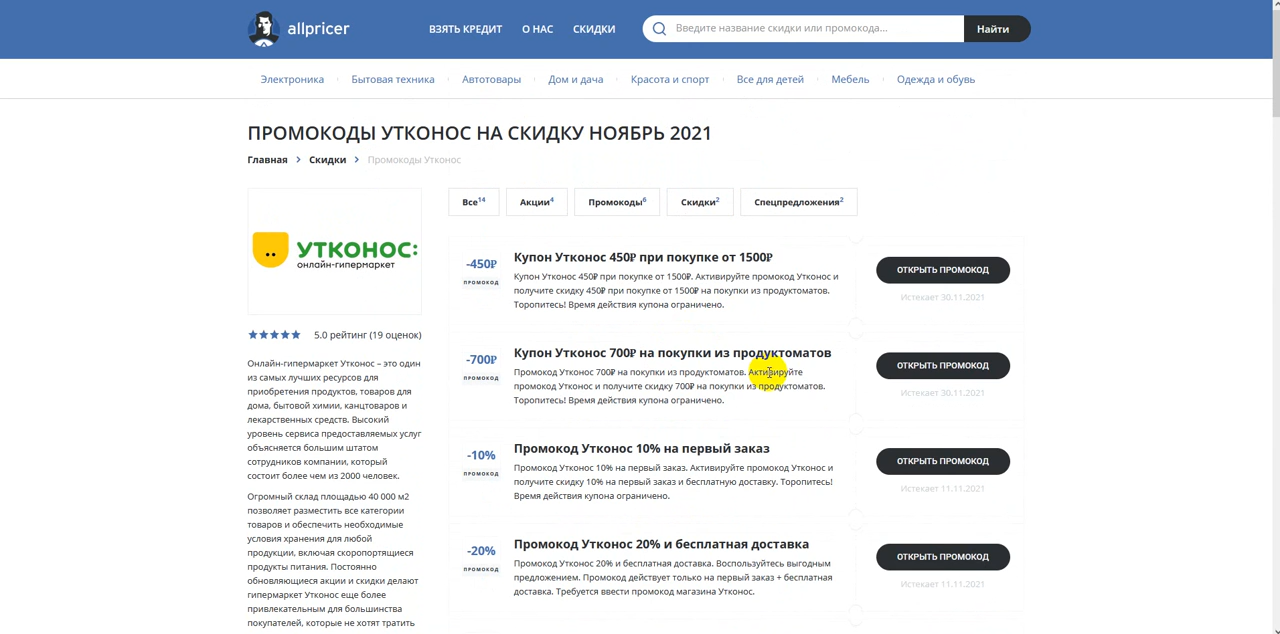 allpricer
ВЗЯТЬ КРЕДИТ О НАС СКИДКИ
Введите название скидки или промокода...
Найти
Электроника Бытовая техника Автотовары Дом и дача Красота и спорт Все для детей Мебель Одежда и обувь
ПРОМОКОДЫ УТКОНОС НА СКИДКУ НОЯБРЬ 2021
Главная > Скидки > Промокоды Утконос
УТКОНОС:
онлайн-гипермаркет
5.0 рейтинг (19 оценок)
Онлайн-гипермаркет Утконос – это один
из самых лучших ресурсов для
приобретения продуктов, товаров для
дома, бытовой химии, канцтоваров и
лекарственных средств. Высокий
уровень сервиса предоставляемых услуг
объясняется большим штатом
сотрудников компании, который
состоит более чем из 2000 человек.
Огромный склад площадью 40 000 м2
позволяет разместить все категории
товаров и обеспечить необходимые
условия хранения для любой
продукции, включая скоропортящиеся
продукты питания. Постоянно
обновляющиеся акции и скидки делают
гипермаркет Утконос еще более
привлекательным для большинства
покупателей, которые не хотят тратить
Все14 Акции4 Промокоды6 Скидки2 Спецпредложения2
-450₽
ПРОМОКОД
Купон Утконос 450₽ при покупке от 1500₽
Купон Утконос 450₽ при покупке от 1500₽. Активируйте промокод Утконос и
получите скидку 450₽ при покупке от 1500₽ на покупки из продуктоматов.
Торопитесь! Время действия купона ограничено.
ОТКРЫТЬ ПРОМОКОД
Истекает 30.11.2021
-700₽
ПРОМОКОД
Купон Утконос 700₽ на покупки из продуктоматов
Промокод Утконос 700₽ на покупки из продуктоматов. Активируйте
промокод Утконос и получите скидку 700₽ на покупки из продуктоматов.
Торопитесь! Время действия купона ограничено.
ОТКРЫТЬ ПРОМОКОД
Истекает 30.11.2021
-10%
ПРОМОКОД
Промокод Утконос 10% на первый заказ
Промокод Утконос 10% на первый заказ. Активируйте промокод Утконос и
получите скидку 10% на первый заказ и бесплатную доставку. Торопитесь!
Время действия купона ограничено.
ОТКРЫТЬ ПРОМОКОД
Истекает 11.11.2021
-20%
ПРОМОКОД
Промокод Утконос 20% и бесплатная доставка
Промокод Утконос 20% и бесплатная доставка. Воспользуйтесь выгодным
предложением. Промокод действует только на первый заказ + бесплатная
доставка. Требуется ввести промокод магазина Утконос.
ОТКРЫТЬ ПРОМОКОД
Истекает 11.11.2021